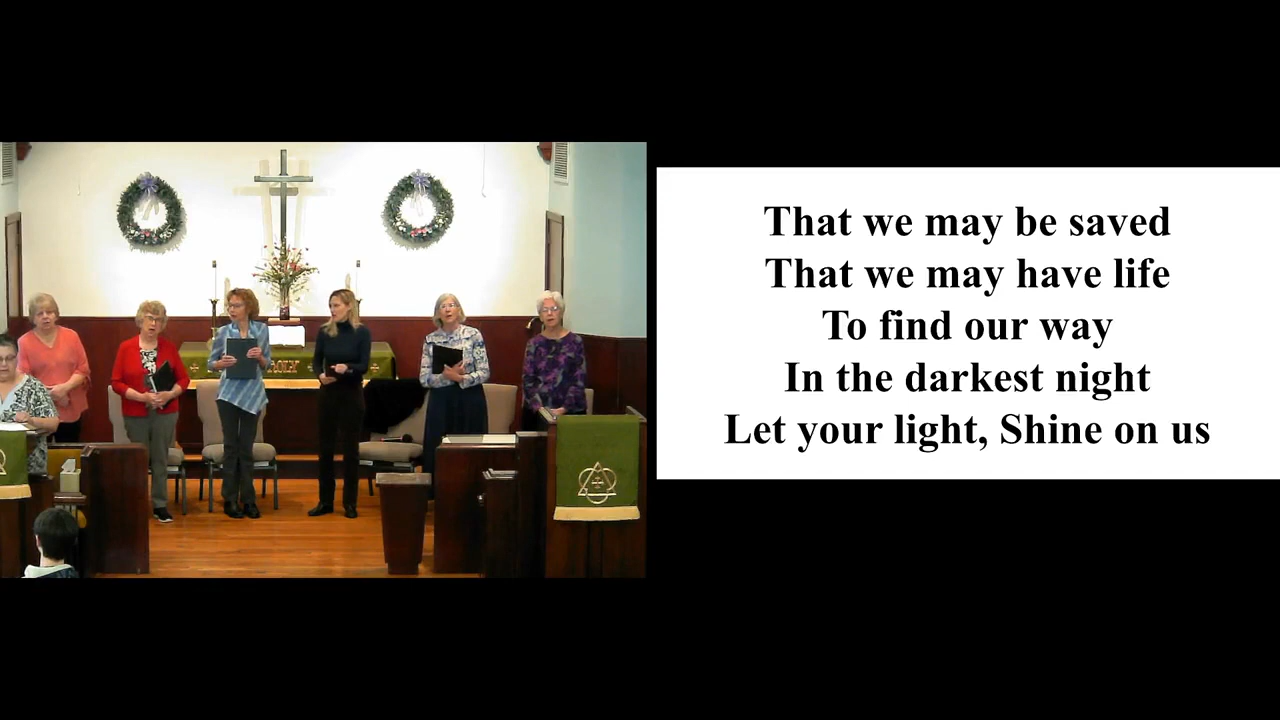 HOLY
That we may be saved
That we may have life
To find our way
In the darkest night
Let your light, Shine on us